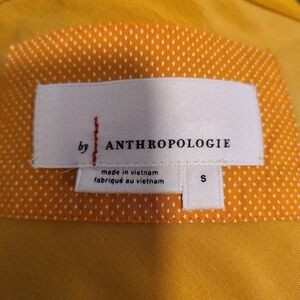 by ANTHROPOLOGIE
made in vietnam
fabriqué au vietnam
S